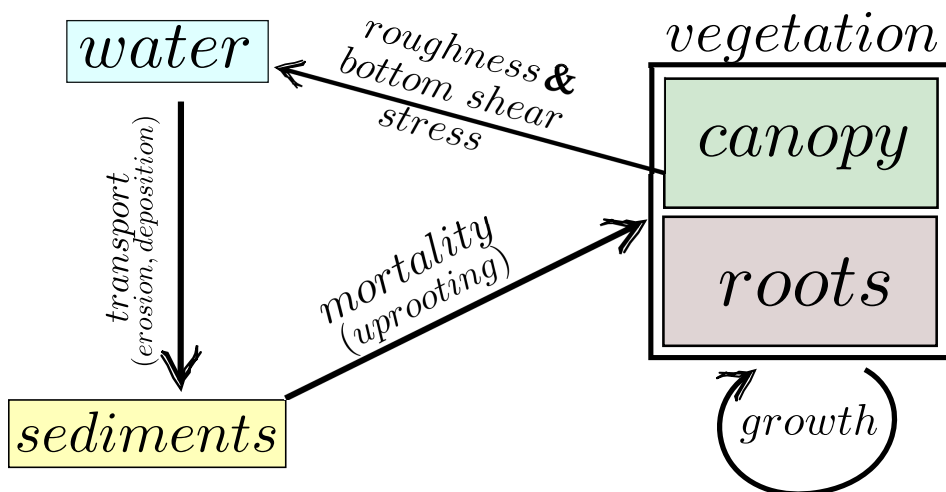 water
roughness &
bottom shear
stress
vegetation
canopy
roots
transport
(erosion, deposition)
mortality
(uprooting)
sediments
growth